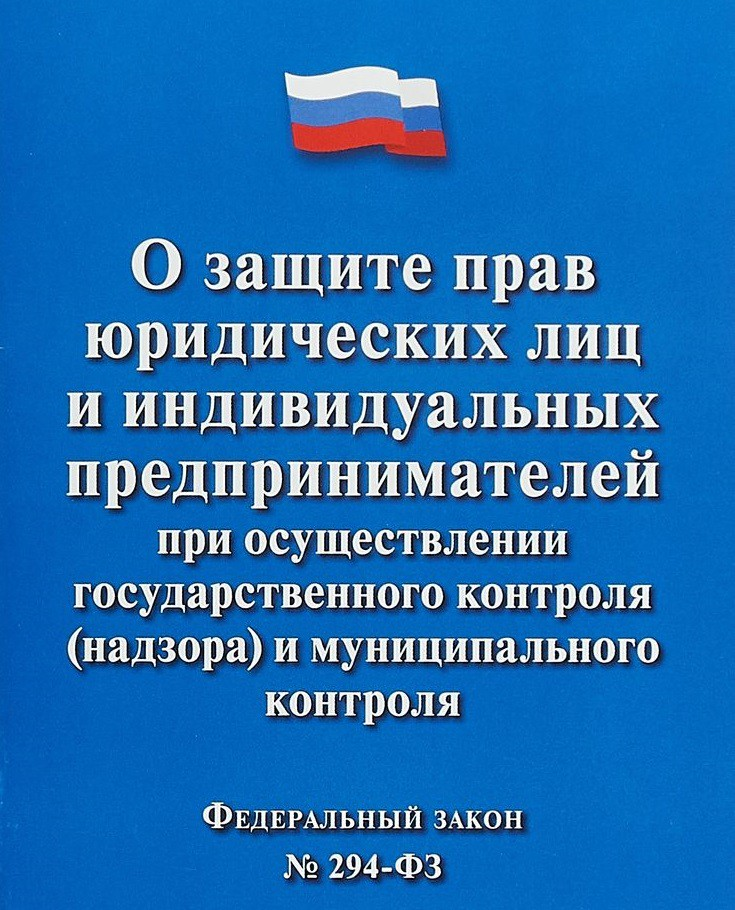 О защите прав
юридических лиц
и индивидуальных
предпринимателей
при осуществлении
государственного контроля
(надзора) и муниципального
контроля
Федеральный закон
№ 294-ФЗ